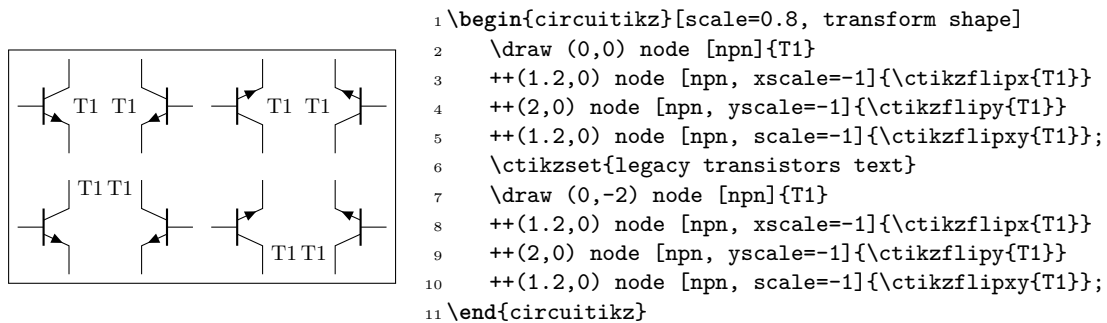 T1 T1 T1 T1
T1 T1
T1 T1
1 \begin{circuitikz}[scale=0.8, transform shape]
2 \draw (0,0) node [npn]{T1}
3 ++(1.2,0) node [npn, xscale=-1]{\ctikzflipx{T1}}
4 ++(2,0) node [npn, yscale=-1]{\ctikzflipy{T1}}
5 ++(1.2,0) node [npn, scale=-1]{\ctikzflipxy{T1}};
6 \ctikzset{legacy transistors text}
7 \draw (0,-2) node [npn]{T1}
8 ++(1.2,0) node [npn, xscale=-1]{\ctikzflipx{T1}}
9 ++(2,0) node [npn, yscale=-1]{\ctikzflipy{T1}}
10 ++(1.2,0) node [npn, scale=-1]{\ctikzflipxy{T1}};
11 \end{circuitikz}